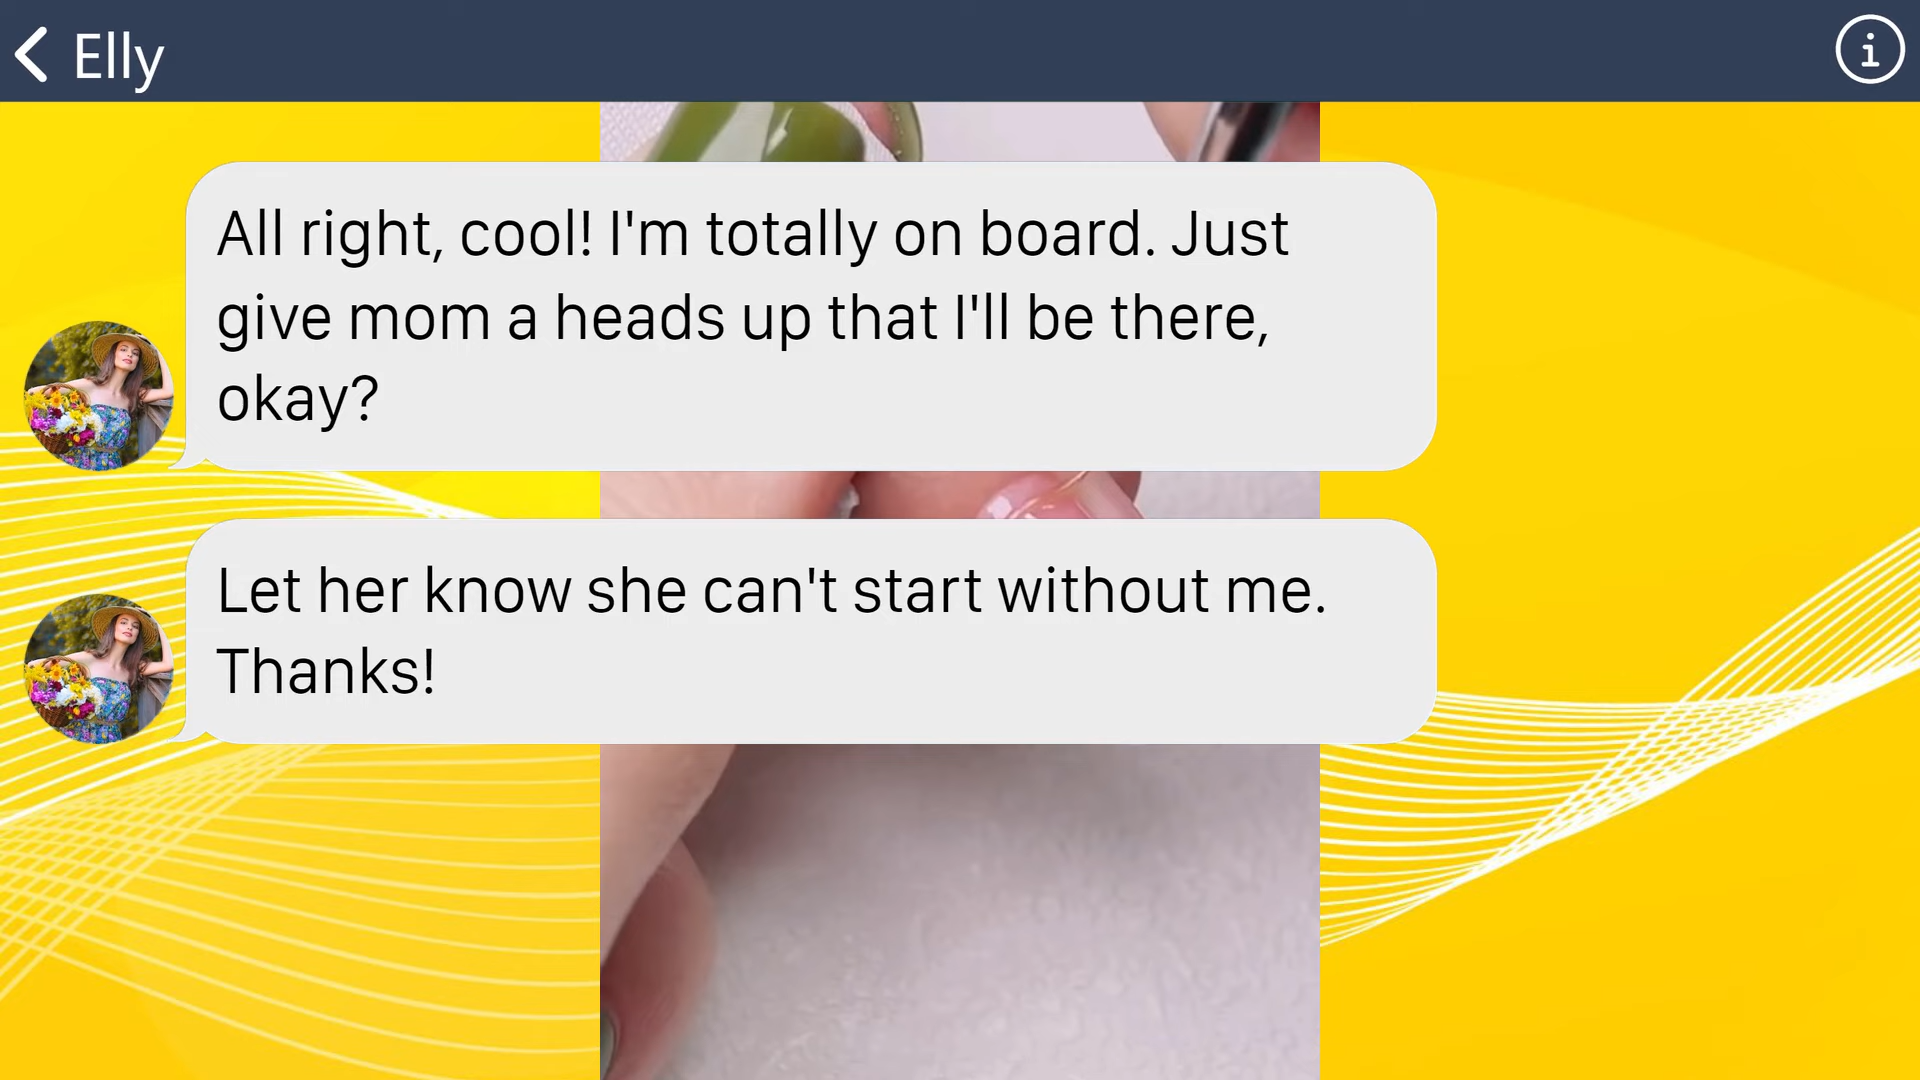 Elly
All right, cool! I'm totally on board. Just
give mom a heads up that I'll be there,
okay?
Let her know she can't start without me.
Thanks!